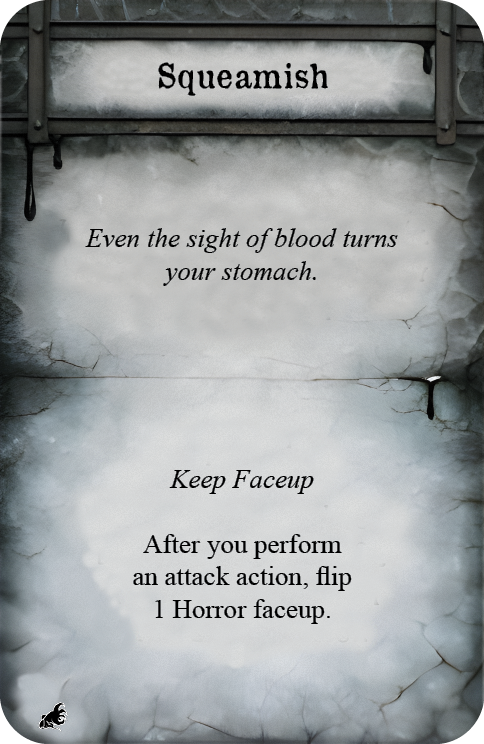 Squeamish
Even the sight of blood turns
your stomach.
Keep Faceup
After you perform
an attack action, flip
1 Horror faceup.